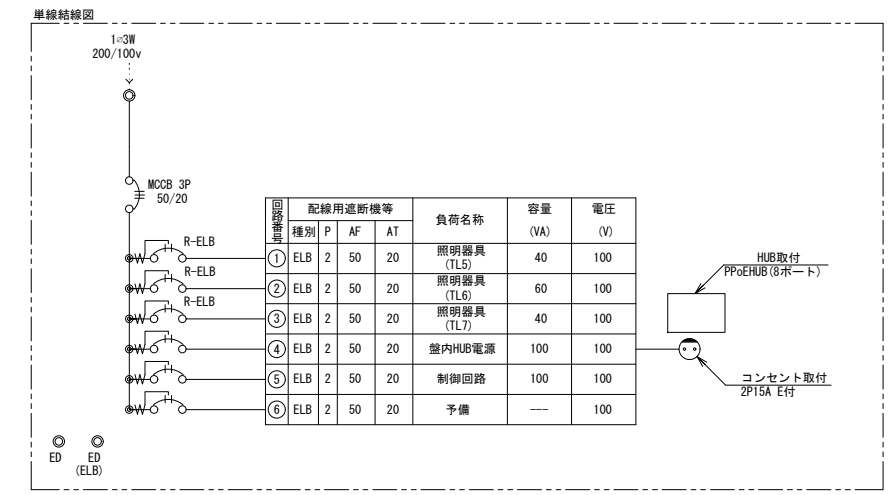 単線結線図
1⌀3W
200/100v
MCCB 3P
50/20
R-ELB
R-ELB
R-ELB
回路番号 配線用遮断機等 負荷名称 容量 電圧
種別 P AF AT (VA) (V)
① ELB 2 50 20 照明器具 40 100
(TL5)
② ELB 2 50 20 照明器具 60 100
(TL6)
③ ELB 2 50 20 照明器具 40 100
(TL7)
④ ELB 2 50 20 盤内HUB電源 100 100
⑤ ELB 2 50 20 制御回路 100 100
⑥ ELB 2 50 20 予備 --- 100
HUB取付
PPoEHUB(8ポート)
コンセント取付
2P15A E付
ED ED
(ELB)